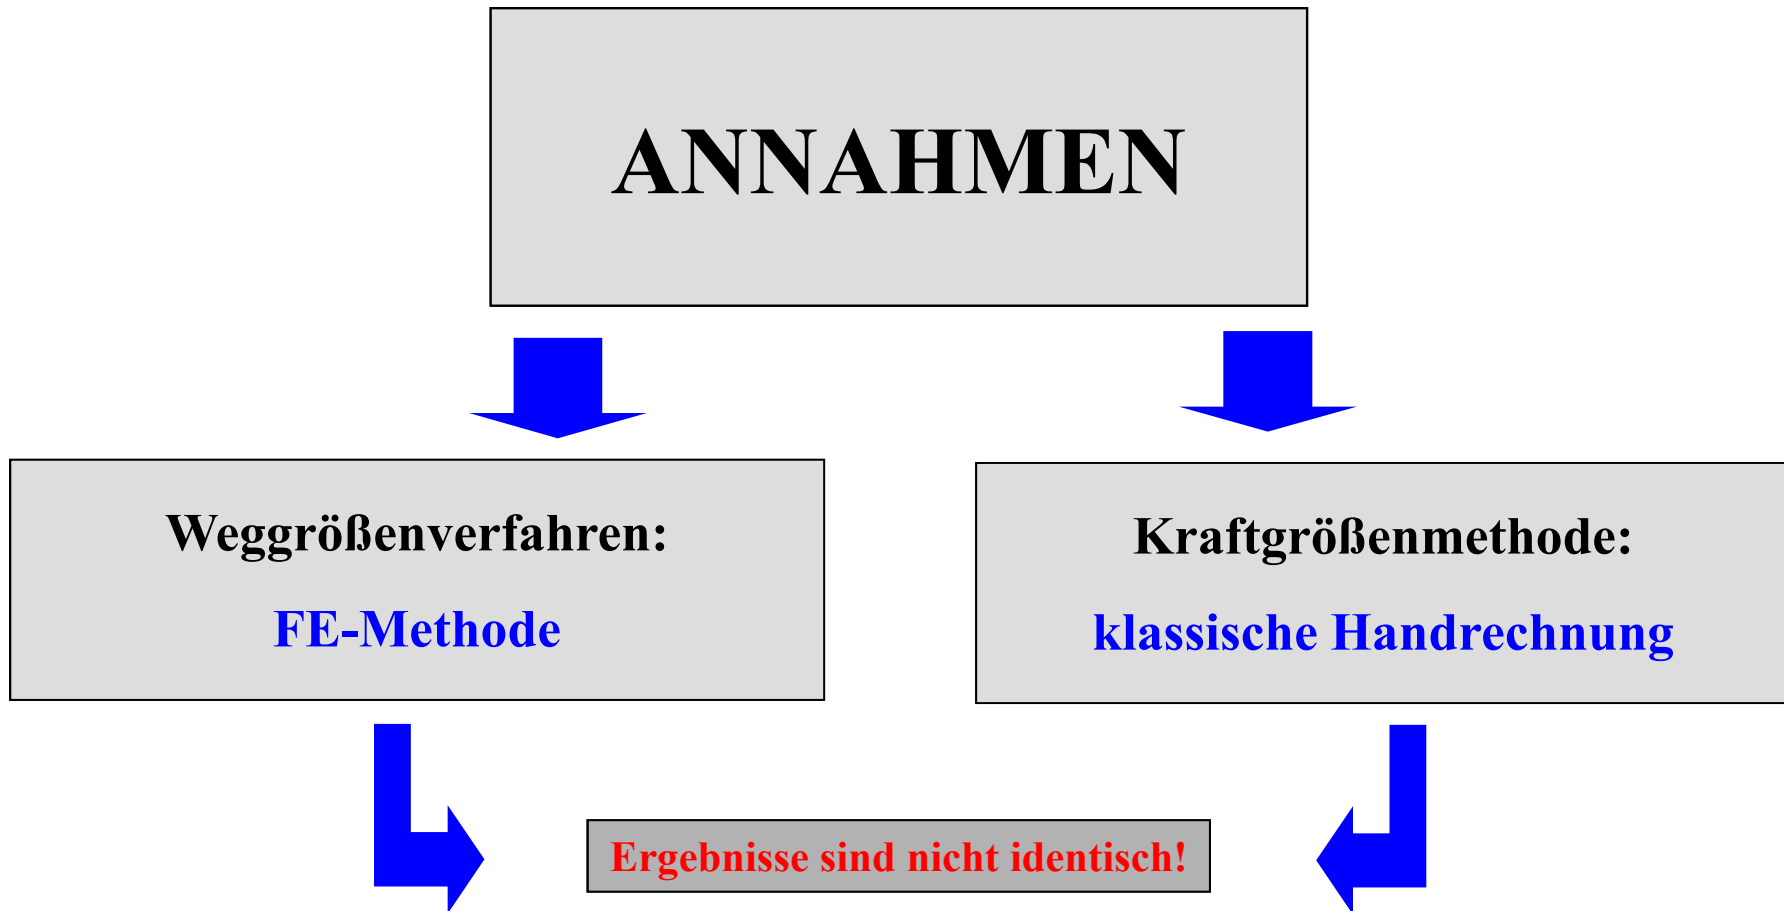 ANNAHMEN
Weggrößenverfahren:
FE-Methode
Kraftgrößenmethode:
klassische Handrechnung
Ergebnisse sind nicht identisch!